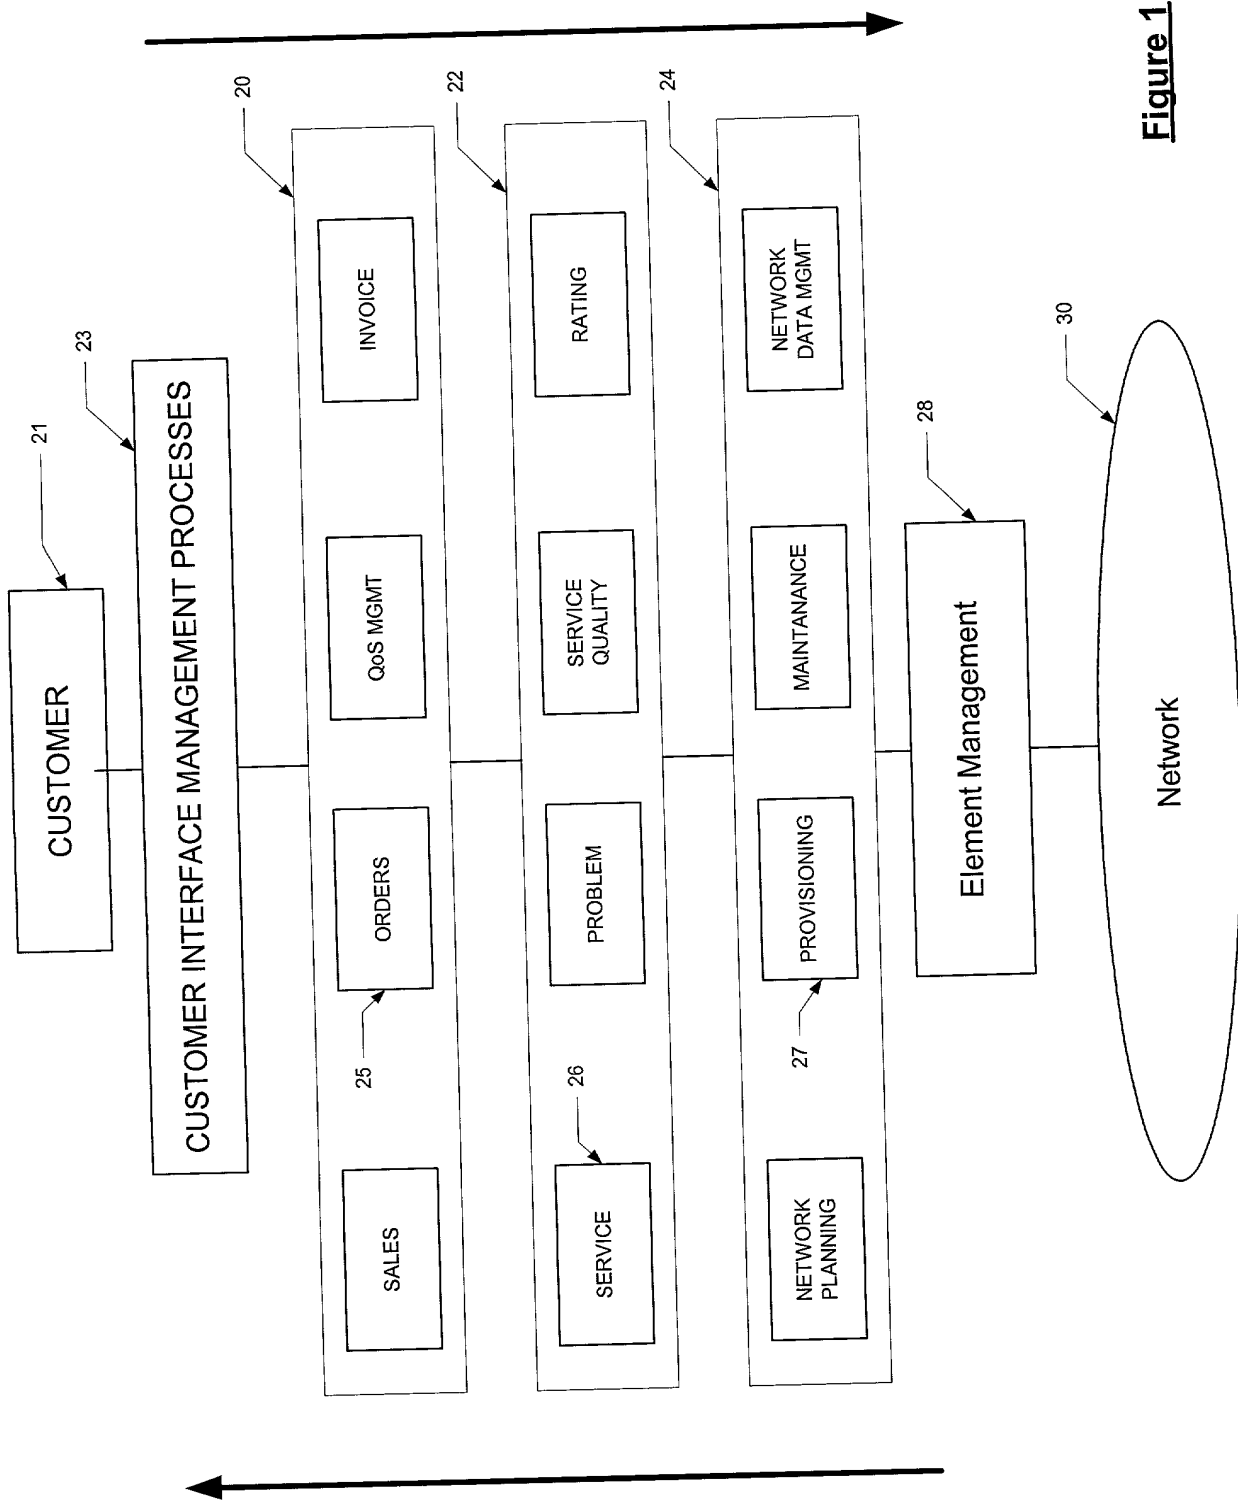 CUSTOMER
21
CUSTOMER INTERFACE MANAGEMENT PROCESSES
23
20
SALES
25
ORDERS
QoS MGMT
INVOICE
22
SERVICE
26
PROBLEM
SERVICE
QUALITY
RATING
24
NETWORK
PLANNING
27
PROVISIONING
MAINTANANCE
NETWORK
DATA MGMT
Element Management
28
Network
30
Figure 1